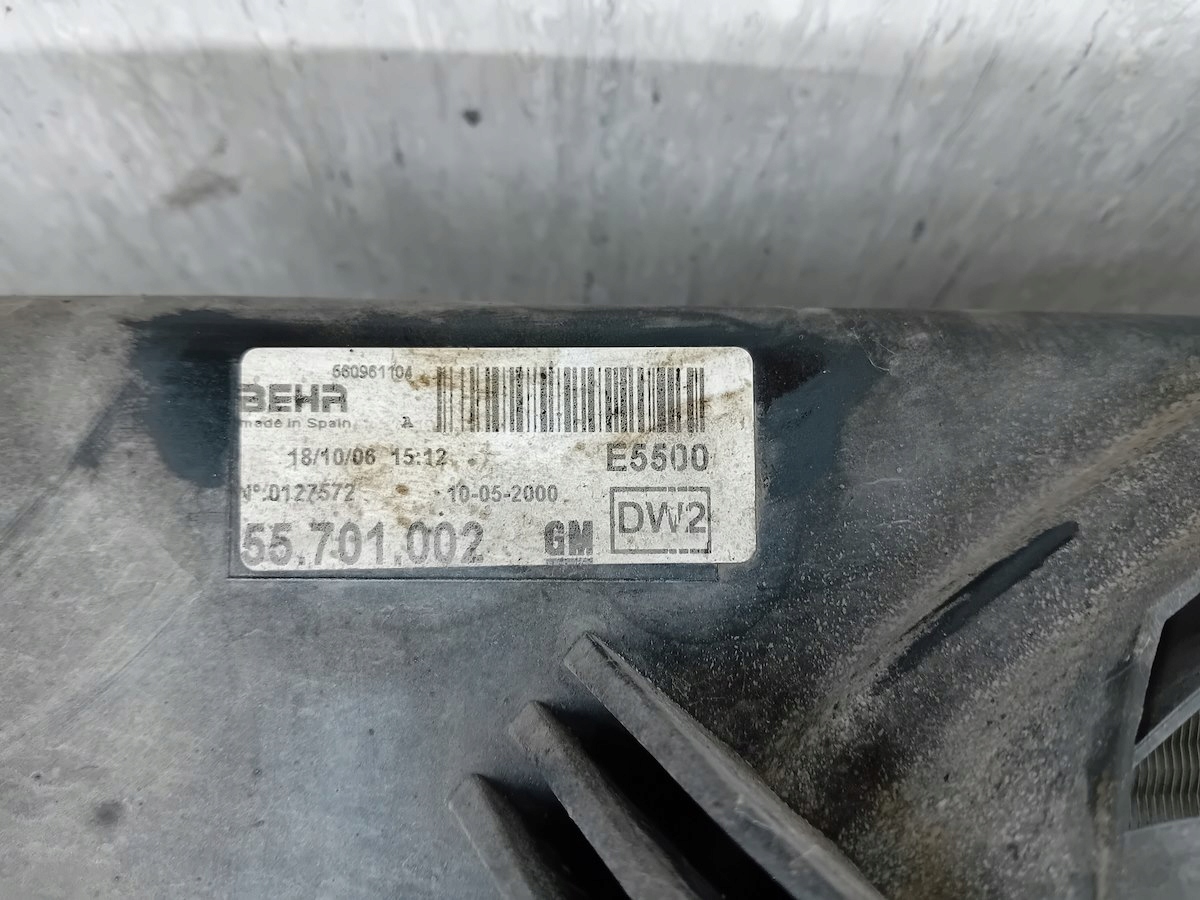 560961104
BEHR
made in Spain A
18/10/06 15:12 E5500
N° 0127572 10-05-2000
DW2
55.701.002 GM